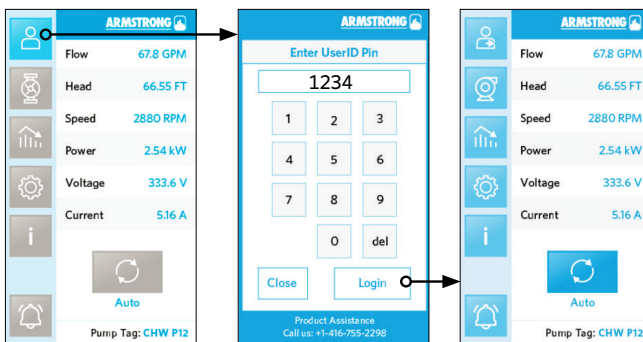 ARMSTRONG
Flow 67.8 GPM
Head 66.55 FT
Speed 2880 RPM
Power 2.54 kW
Voltage 333.6 V
Current 5.16 A
i
Auto
Pump Tag: CHW P12
ARMSTRONG
Enter UserID Pin
1234
1 2 3
4 5 6
7 8 9
0 del
Close Login
Product Assistance
Call us: +1-416-755-2298
ARMSTRONG
Flow 67.8 GPM
Head 66.55 FT
Speed 2880 RPM
Power 2.54 kW
Voltage 333.6 V
Current 5.16 A
i
Auto
Pump Tag: CHW P12